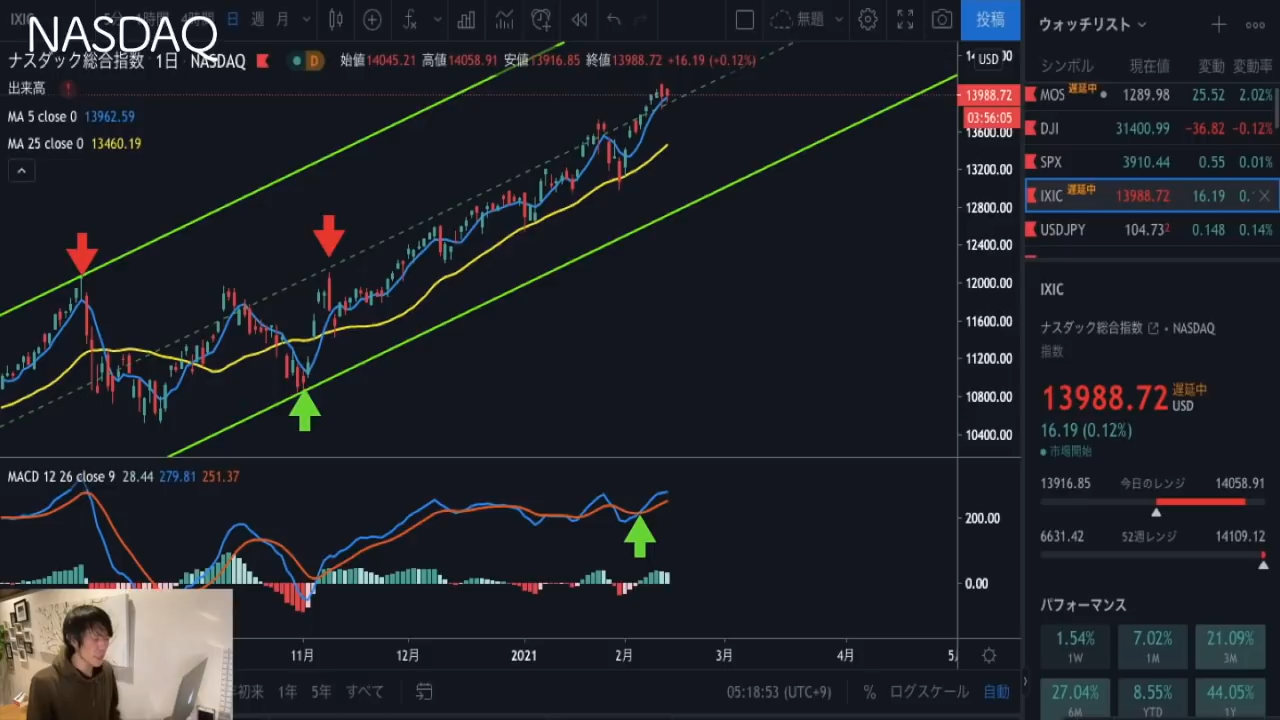 NASDAQ
IXIC
日 週 月
無題
投稿
ウォッチリスト
ナスダック総合指数 1日 NASDAQ D 始値14045.21 高値14058.91 安値13916.85 終値13988.72 +16.19 (+0.12%)
USD
出来高
MA 5 close 0 13962.59
MA 25 close 0 13460.19
13988.72
03:56:05
13600.00
13200.00
12800.00
12400.00
12000.00
11600.00
11200.00
10800.00
10400.00
シンボル 現在値 変動 変動率
MOS 遅延中 1289.98 25.52 2.02%
DJI 31400.99 −36.82 −0.12%
SPX 3910.44 0.55 0.01%
IXIC 遅延中 13988.72 16.19 0.
USDJPY 104.732 0.148 0.14%
IXIC
ナスダック総合指数 • NASDAQ
指数
13988.72 遅延中 USD
16.19 (0.12%)
市場開始
13916.85 今日のレンジ 14058.91
6631.42 52週レンジ 14109.12
パフォーマンス
1.54% 7.02% 21.09%
1W 1M 3M
27.04% 8.55% 44.05%
6M YTD 1Y
MACD 12 26 close 9 28.44 279.81 251.37
200.00
0.00
11月 12月 2021 2月 3月 4月 5
初来 1年 5年 すべて 05:18:53 (UTC+9) % ログスケール 自動